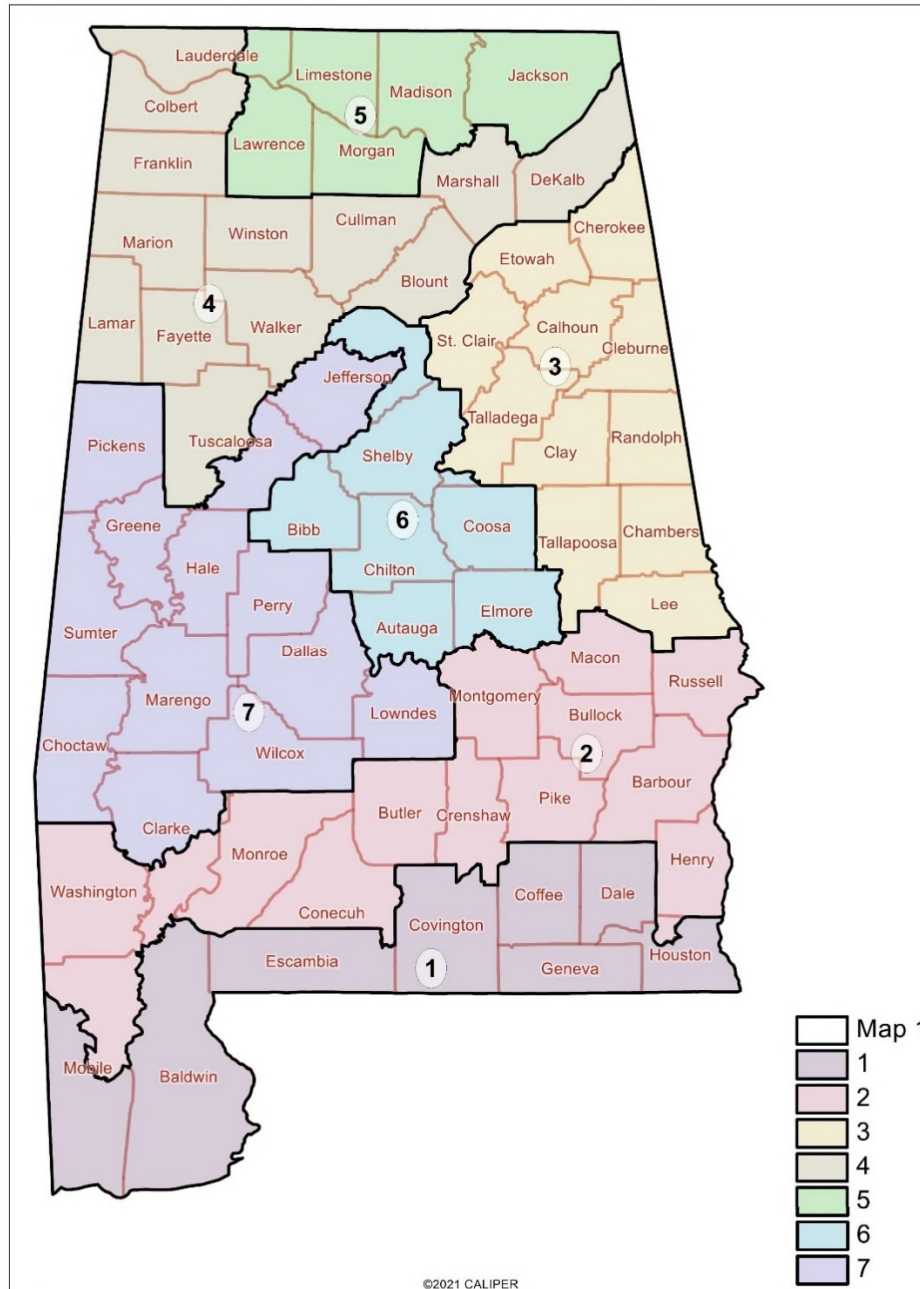 Lauderdale
Limestone
Madison
Jackson
Colbert
5
Lawrence
Morgan
Franklin
Marshall
DeKalb
Cullman
Cherokee
Marion
Winston
Etowah
Blount
4
Lamar
Fayette
Walker
St. Clair
Calhoun
Cleburne
3
Jefferson
Talladega
Pickens
Tuscaloosa
Randolph
Shelby
Clay
Greene
6
Bibb
Coosa
Hale
Tallapoosa
Chambers
Chilton
Perry
Lee
Elmore
Autauga
Sumter
Dallas
Macon
Russell
Marengo
Montgomery
7
Lowndes
Bullock
Choctaw
Wilcox
2
Barbour
Pike
Butler
Crenshaw
Clarke
Monroe
Henry
Washington
Conecuh
Coffee
Dale
Covington
Escambia
1
Geneva
Houston
Mobile
Baldwin
Map 1
1
2
3
4
5
6
7
©2021 CALIPER